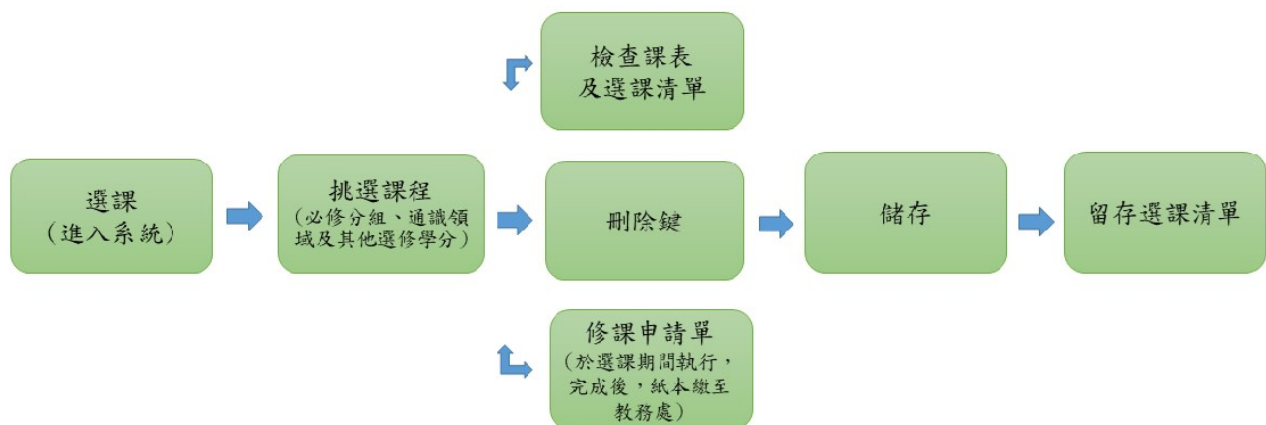 選課
(進入系統)
挑選課程
(必修分組、通識領
域及其他選修學分)
檢查課表
及選課清單
刪除鍵
修課申請單
(於選課期間執行，
完成後，紙本繳至
教務處)
儲存
留存選課清單